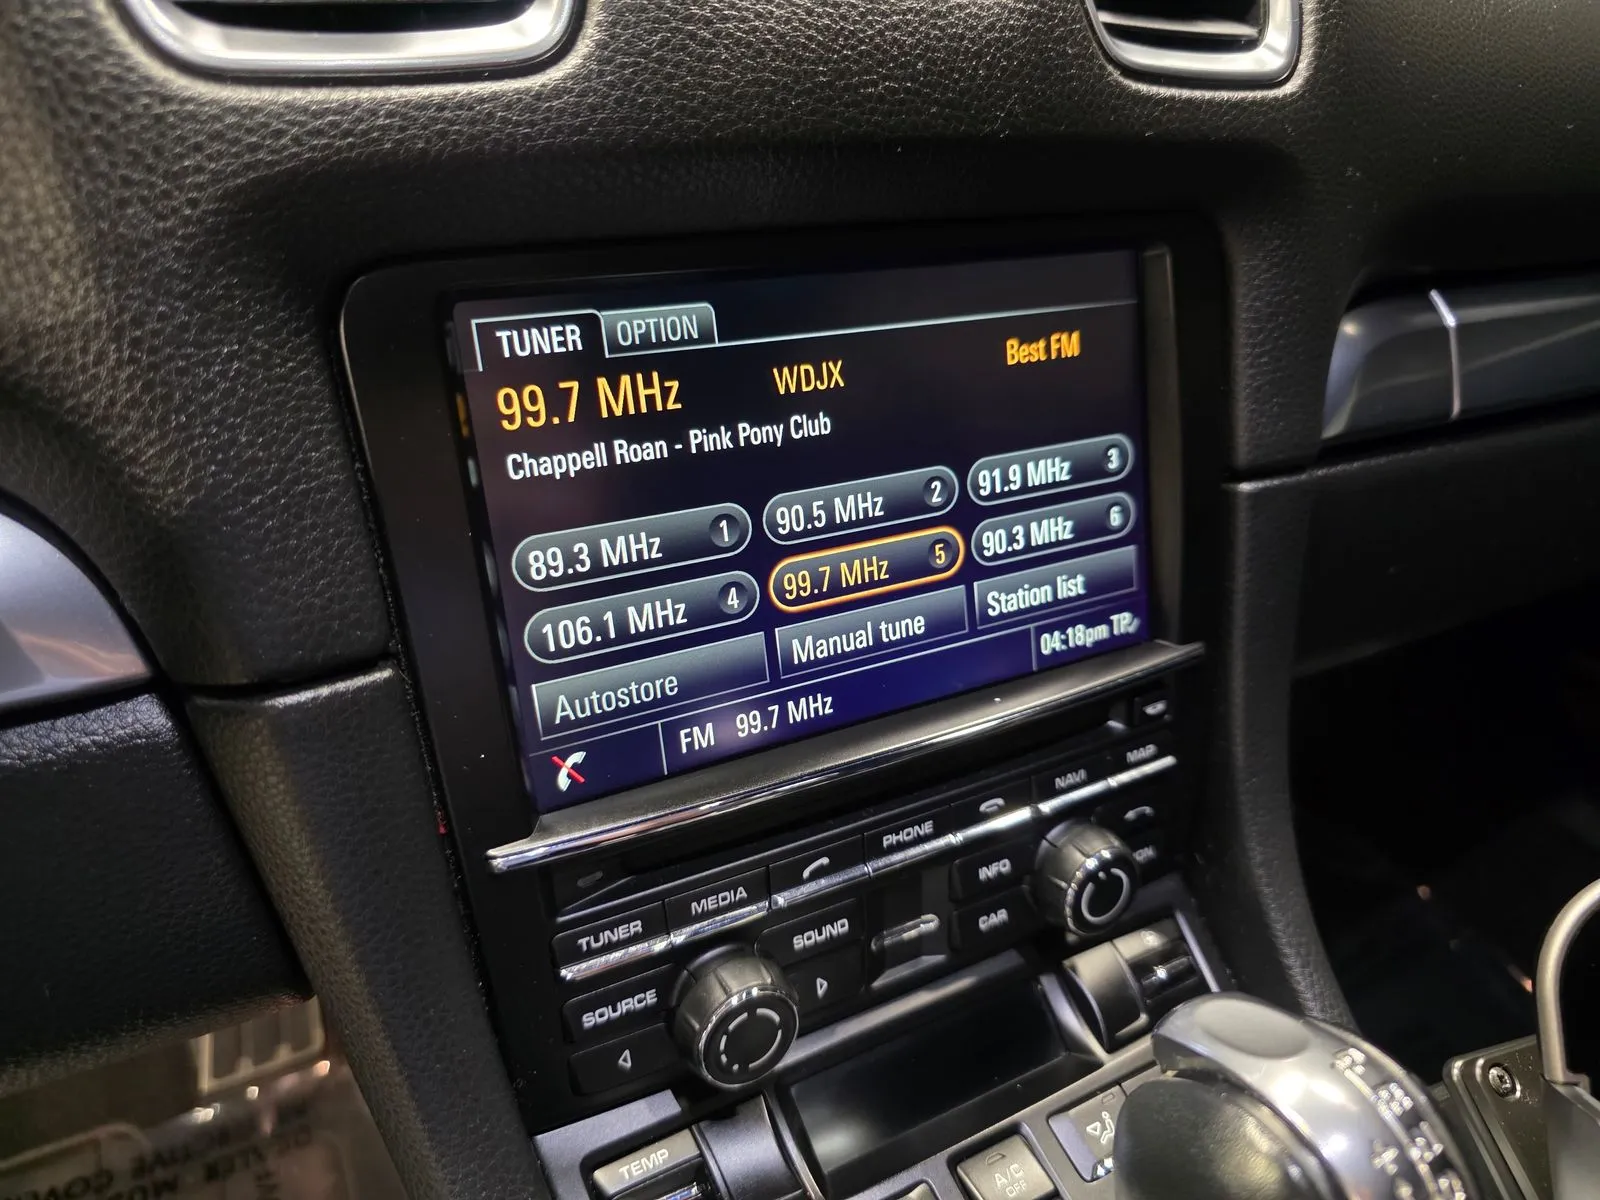 TUNER OPTION
99.7 MHz WDJX Best FM
Chappell Roan - Pink Pony Club
89.3 MHz 1 90.5 MHz 2 91.9 MHz 3
106.1 MHz 4 99.7 MHz 5 90.3 MHz 6
Autostore Manual tune Station list
FM 99.7 MHz 04:18pm TP
TUNER MEDIA PHONE NAVI MAP
SOURCE SOUND INFO
CAR
TEMP A/C
OFF